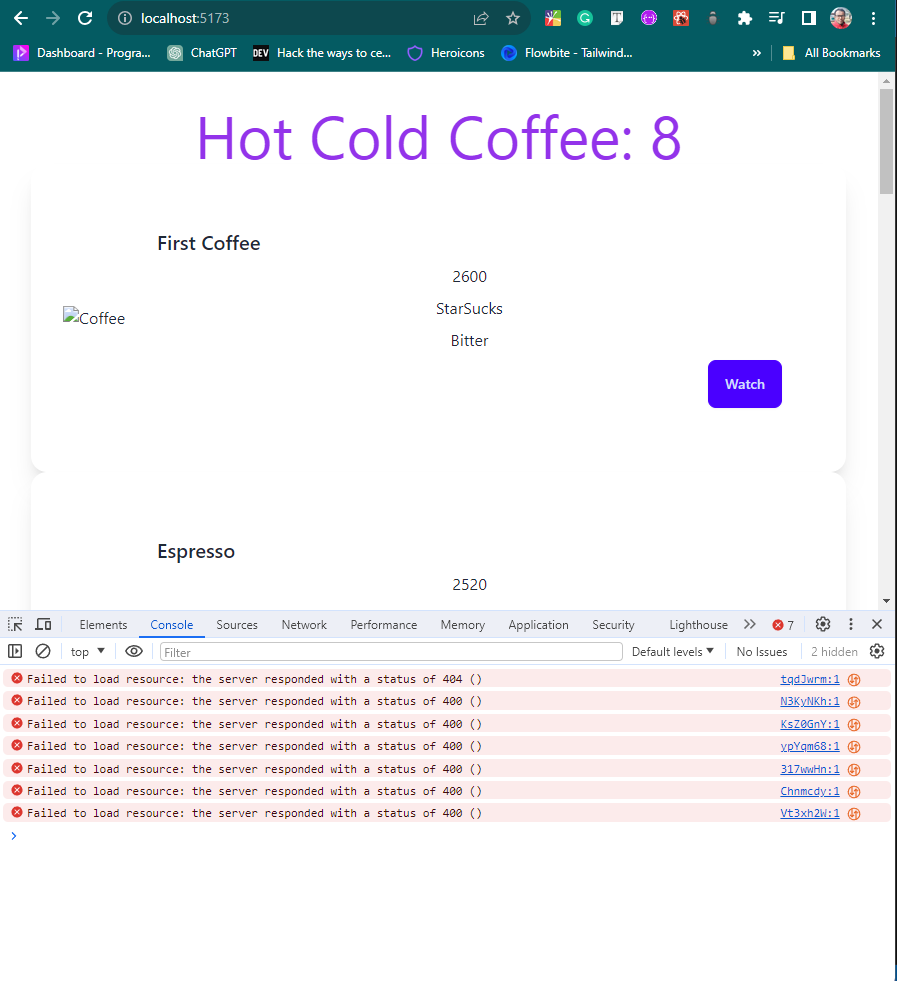 localhost:5173
Dashboard - Progra... ChatGPT DEV Hack the ways to ce... Heroicons Flowbite - Tailwind... » All Bookmarks
Hot Cold Coffee: 8
First Coffee
2600
StarSucks
Coffee
Bitter
Watch
Espresso
2520
Elements Console Sources Network Performance Memory Application Security Lighthouse 7
top Filter Default levels No Issues 2 hidden
Failed to load resource: the server responded with a status of 404 () tqdJwrm:1
Failed to load resource: the server responded with a status of 400 () N3KyNKh:1
Failed to load resource: the server responded with a status of 400 () KsZ0GnY:1
Failed to load resource: the server responded with a status of 400 () ypYqm68:1
Failed to load resource: the server responded with a status of 400 () 317wwHn:1
Failed to load resource: the server responded with a status of 400 () Chnmcdy:1
Failed to load resource: the server responded with a status of 400 () Vt3xh2W:1